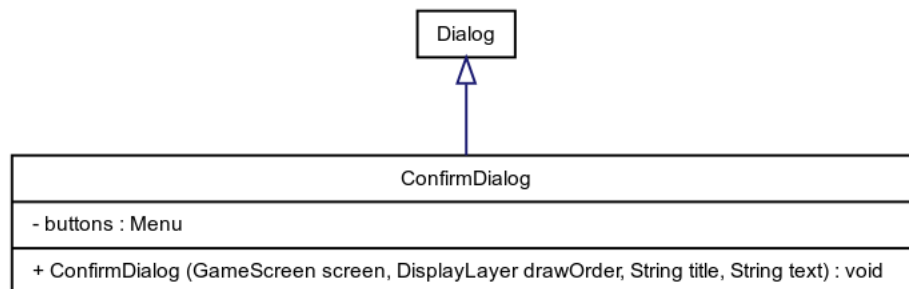 Dialog
ConfirmDialog
- buttons : Menu
+ ConfirmDialog (GameScreen screen, DisplayLayer drawOrder, String title, String text) : void